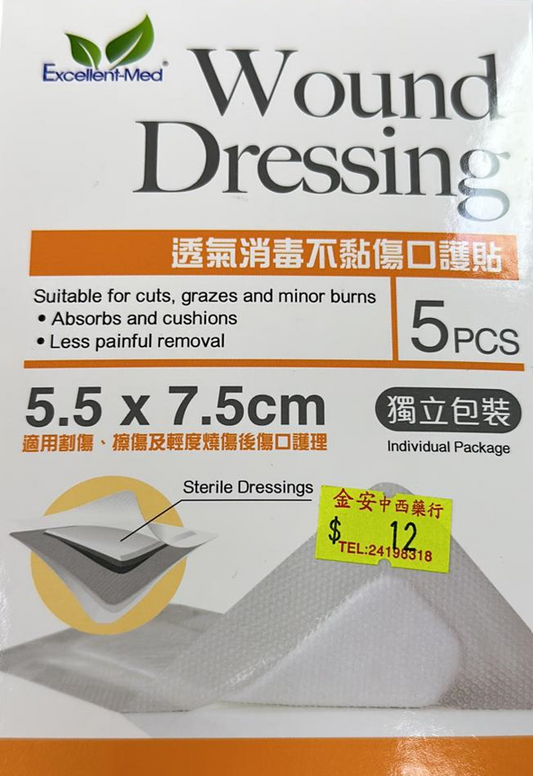 Excellent-Med®
Wound
Dressing
透氣消毒不黏傷口護貼
Suitable for cuts, grazes and minor burns
• Absorbs and cushions
• Less painful removal
5PCS
5.5 x 7.5cm
獨立包裝
適用割傷、擦傷及輕度燒傷後傷口護理
Individual Package
Sterile Dressings
金安中西藥行
$ 12
TEL:24198318